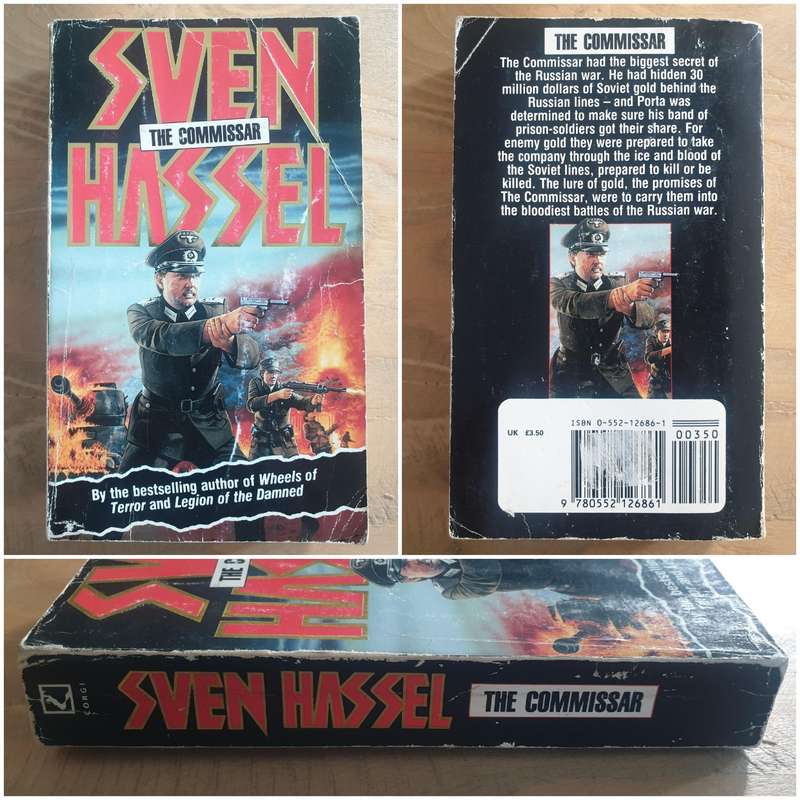 SVEN
THE COMMISSAR
HASSEL
By the bestselling author of Wheels of
Terror and Legion of the Damned
THE COMMISSAR
The Commissar had the biggest secret of
the Russian war. He had hidden 30
million dollars of Soviet gold behind the
Russian lines – and Porta was
determined to make sure his band of
prison-soldiers got their share. For
enemy gold they were prepared to take
the company through the ice and blood of
the Soviet lines, prepared to kill or be
killed. The lure of gold, the promises of
The Commissar, were to carry them into
the bloodiest battles of the Russian war.
ISBN 0-552-12686-1
UK £3.50
00350
9 780552 126861
THE C
CORGI
SVEN HASSEL
THE COMMISSAR